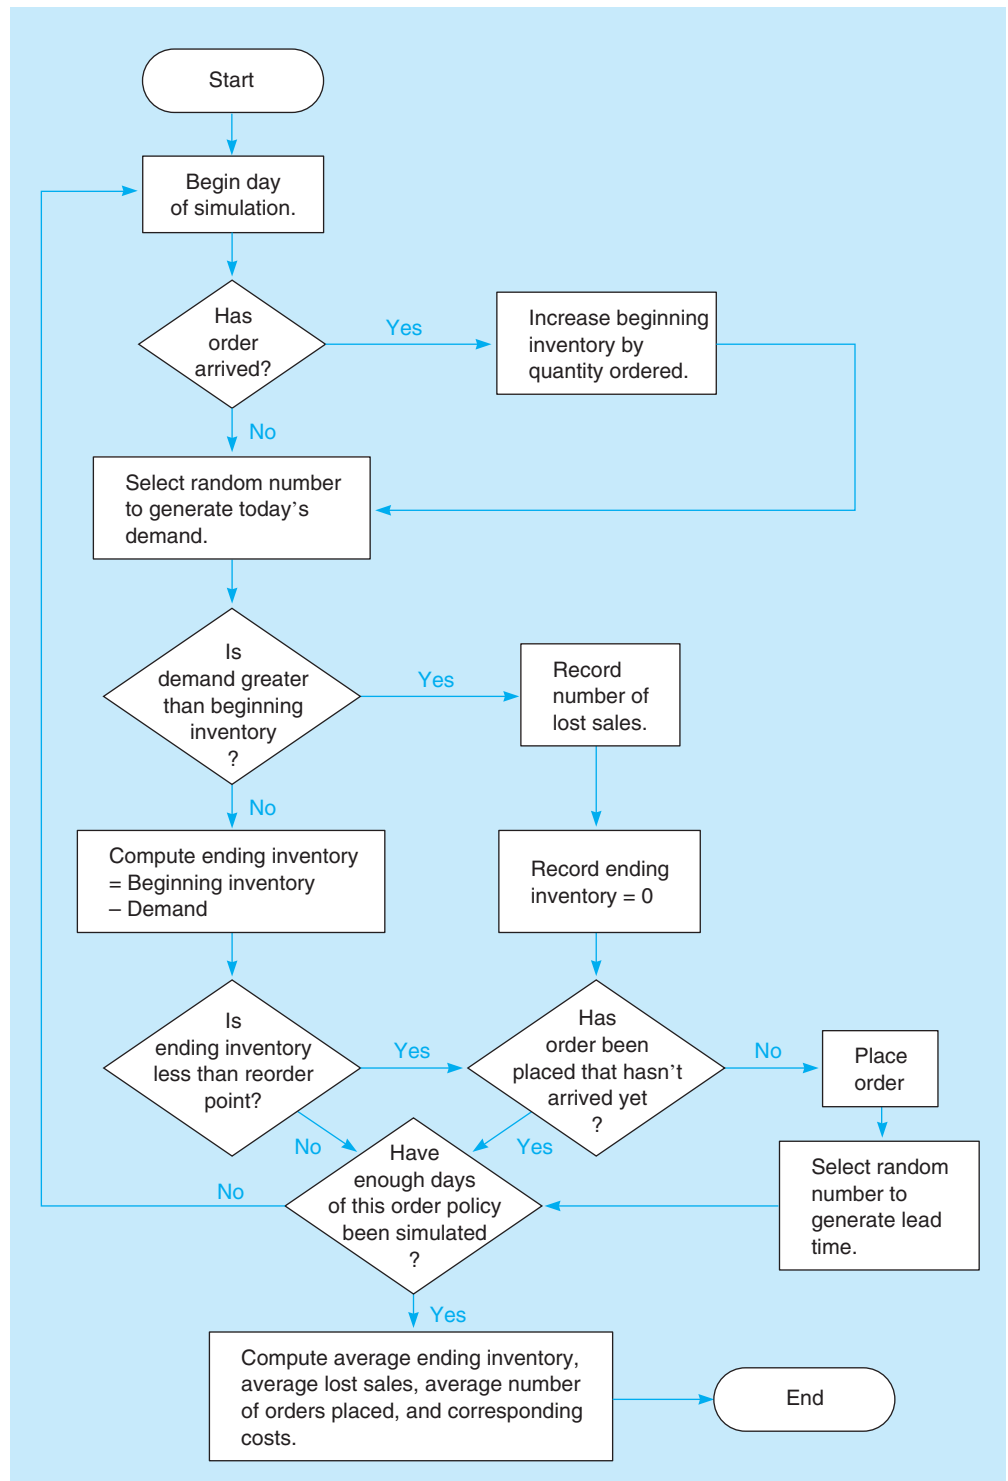 Start
Begin day
of simulation.
Has
order
arrived?
Yes
Increase beginning
inventory by
quantity ordered.
No
Select random number
to generate today’s
demand.
Is
demand greater
than beginning
inventory
?
Yes
Record
number of
lost sales.
No
Compute ending inventory
= Beginning inventory
– Demand
Record ending
inventory = 0
Is
ending inventory
less than reorder
point?
Yes
Has
order been
placed that hasn’t
arrived yet
?
No
Place
order
No
Yes
Select random
number to
generate lead
time.
Have
enough days
of this order policy
been simulated
?
No
Yes
Compute average ending inventory,
average lost sales, average number
of orders placed, and corresponding
costs.
End